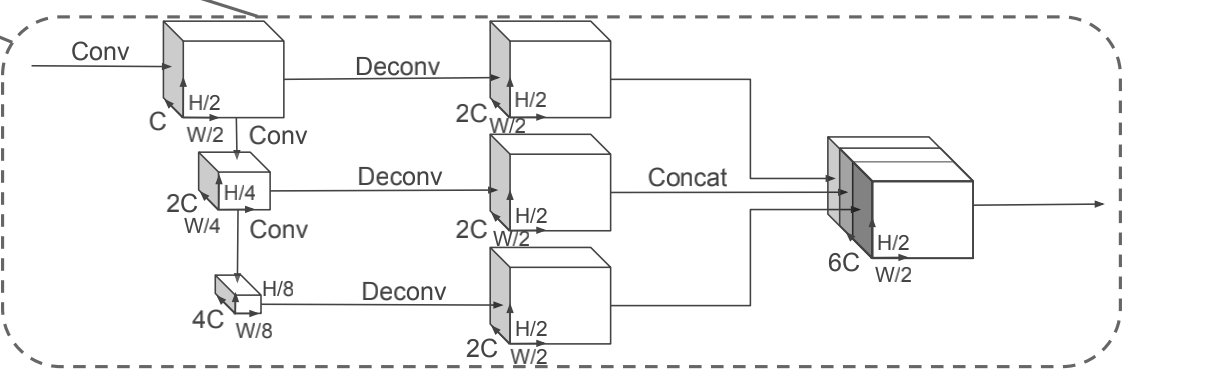 Conv
Deconv
H/2
C
W/2
H/2
2C
W/2
Conv
Deconv
Concat
H/4
2C
W/4
H/2
2C
W/2
Conv
Deconv
H/8
4C
W/8
H/2
2C
W/2
H/2
6C
W/2